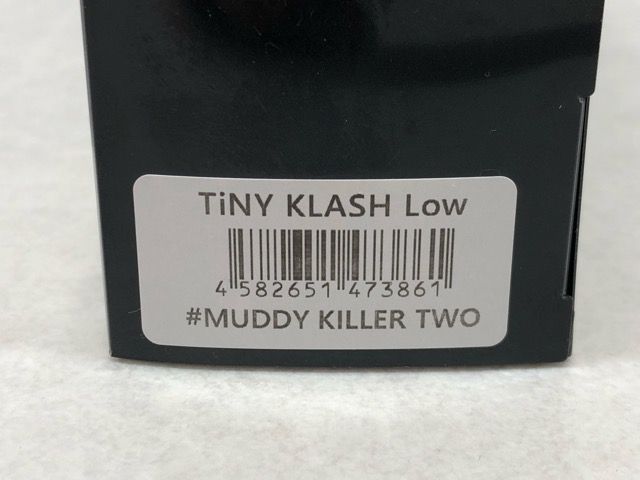 TiNY KLASH Low
4 582651 473861
#MUDDY KILLER TWO